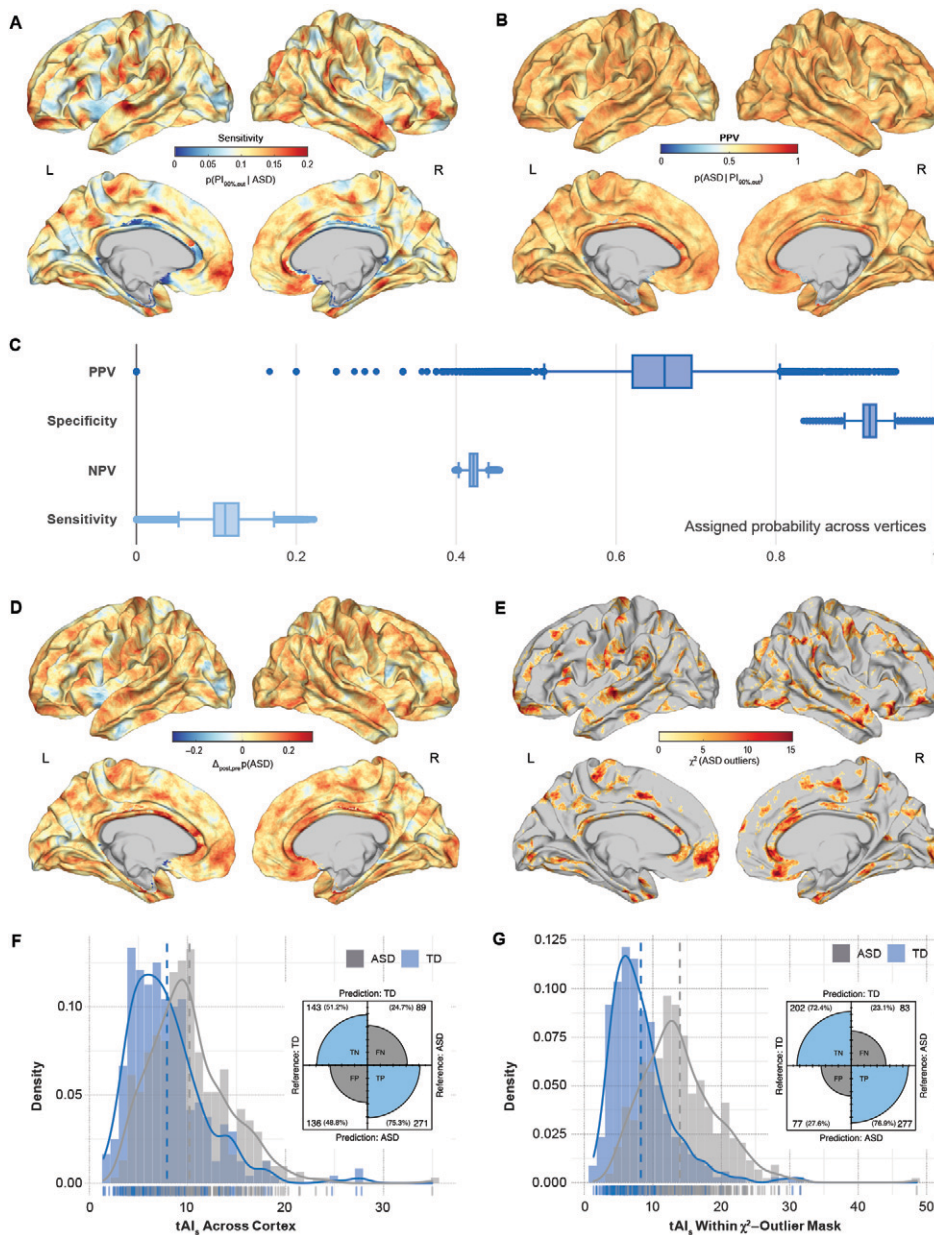 A
B
Sensitivity
0 0.05 0.1 0.15 0.2
p(PI90%,out | ASD)
PPV
0 0.5 1
p(ASD | PI90%,out)
L R
L R
C
PPV
Specificity
NPV
Sensitivity
Assigned probability across vertices
0 0.2 0.4 0.6 0.8 1
D
E
−0.2 0 0.2
Δpost,pre p(ASD)
0 5 10 15
χ² (ASD outliers)
L R
L R
F
ASD TD
0.10
0.05
0.00
Density
0 10 20 30
tAIs Across Cortex
Prediction: TD
143 (51.2%) (24.7%) 89
Reference: TD
Reference: ASD
TN FN
FP TP
136 (48.8%) (75.3%) 271
Prediction: ASD
G
ASD TD
0.125
0.100
0.075
0.050
0.025
0.000
Density
0 10 20 30 40 50
tAIs Within χ²−Outlier Mask
Prediction: TD
202 (72.4%) (23.1%) 83
Reference: TD
Reference: ASD
TN FN
FP TP
77 (27.6%) (76.9%) 277
Prediction: ASD